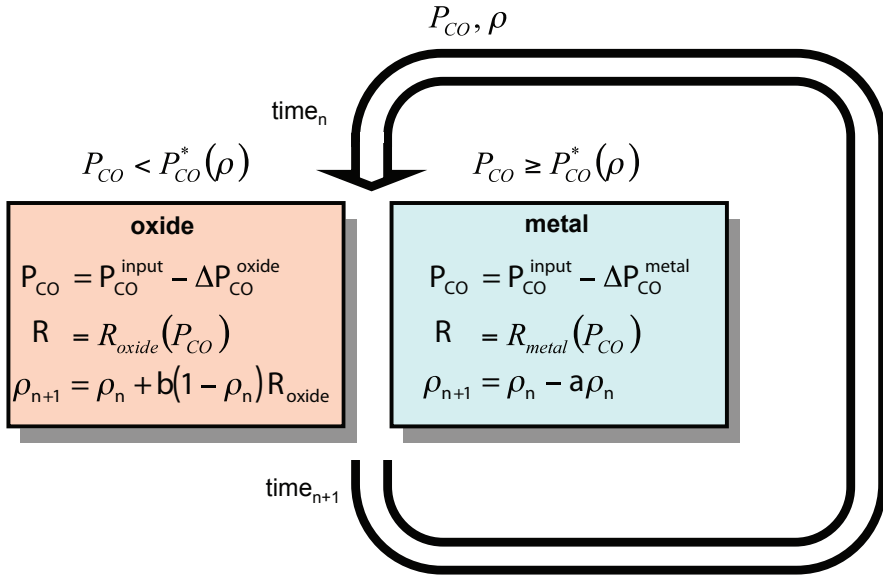 P_CO, ρ
time_n
P_CO < P*_CO(ρ)
P_CO ≥ P*_CO(ρ)
oxide
P_CO = P_CO^input − ΔP_CO^oxide
R = R_oxide(P_CO)
ρ_n+1 = ρ_n + b(1 − ρ_n)R_oxide
metal
P_CO = P_CO^input − ΔP_CO^metal
R = R_metal(P_CO)
ρ_n+1 = ρ_n − aρ_n
time_n+1